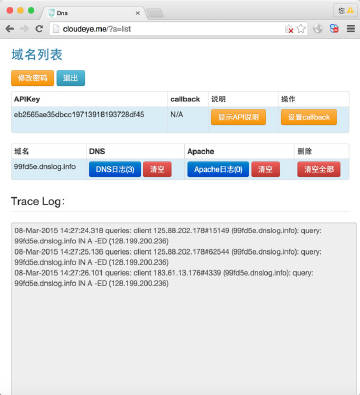 Dns
您
cloudeye.me/?a=list
域名列表
修改密码 退出
APIKey callback 说明 操作
eb2565ae35dbcc19713918193728df45 N/A 显示API说明 设置callback
域名 DNS Apache 删除
99fd5e.dnslog.info DNS日志(3) 清空 Apache日志(0) 清空 清空全部
Trace Log:
08-Mar-2015 14:27:24.318 queries: client 125.88.202.178#15149 (99fd5e.dnslog.info): query:
99fd5e.dnslog.info IN A -ED (128.199.200.236)
08-Mar-2015 14:27:25.136 queries: client 125.88.202.178#62544 (99fd5e.dnslog.info): query:
99fd5e.dnslog.info IN A -ED (128.199.200.236)
08-Mar-2015 14:27:26.101 queries: client 183.61.13.176#4339 (99fd5e.dnslog.info): query:
99fd5e.dnslog.info IN A -ED (128.199.200.236)